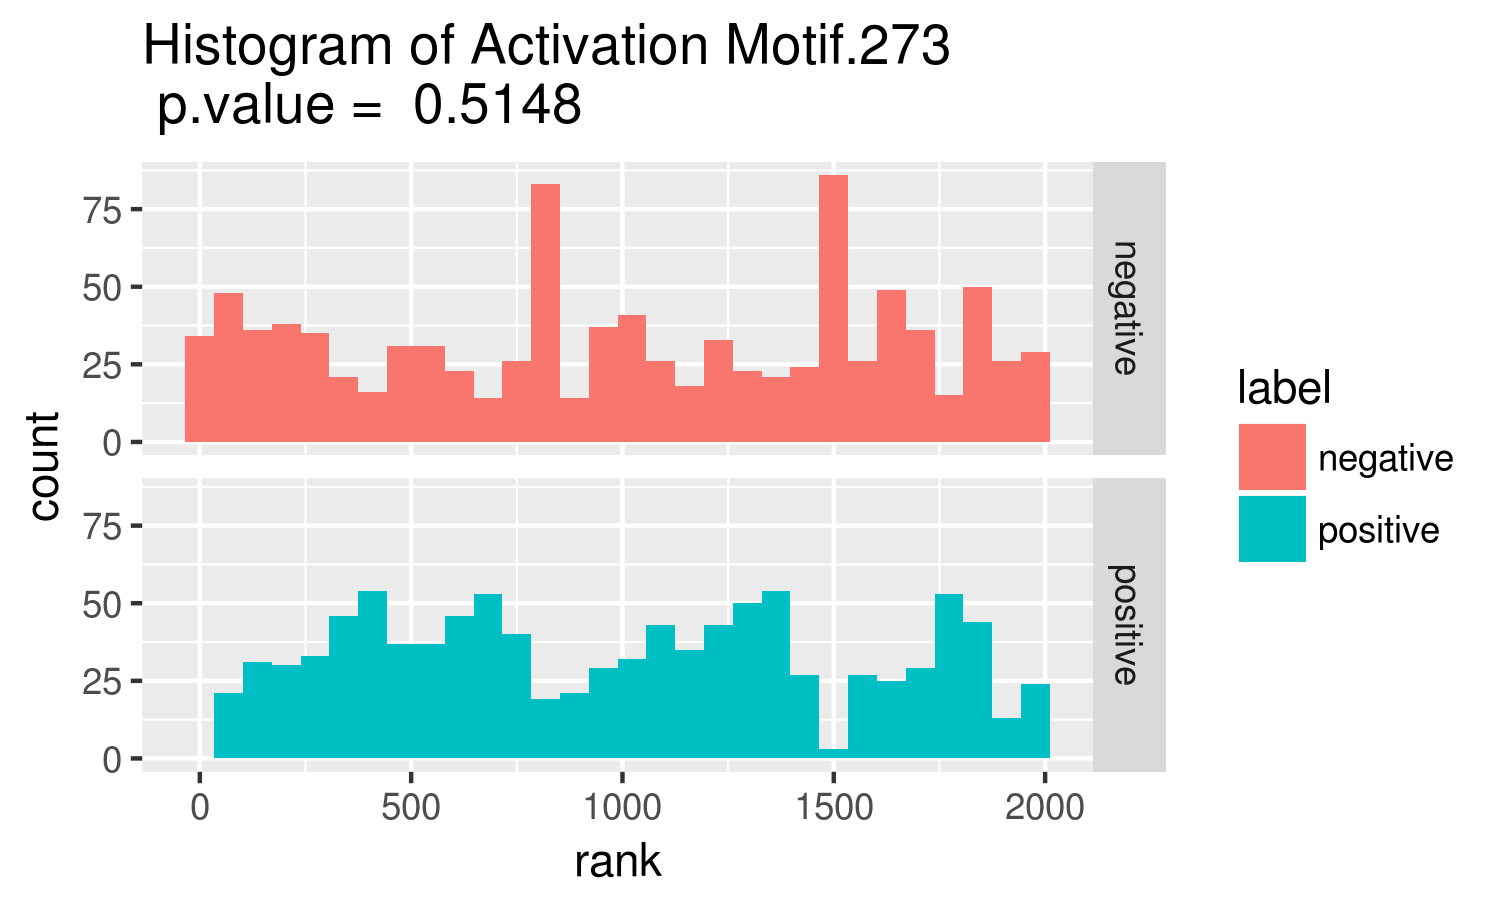 Histogram of Activation Motif.273
p.value = 0.5148
75
50
25
0
negative
count
75
50
25
0
positive
0 500 1000 1500 2000
rank
label
negative
positive